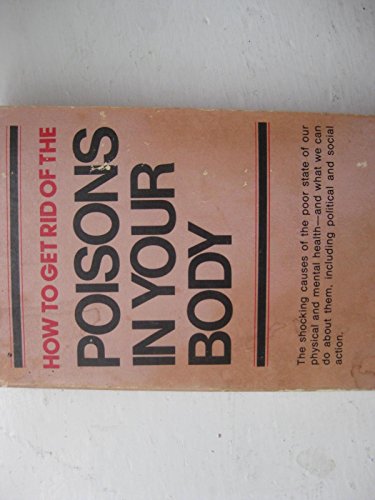 HOW TO GET RID OF THE
POISONS
IN YOUR
BODY
The shocking causes of the poor state of our
physical and mental health—and what we can
do about them, including political and social
action.